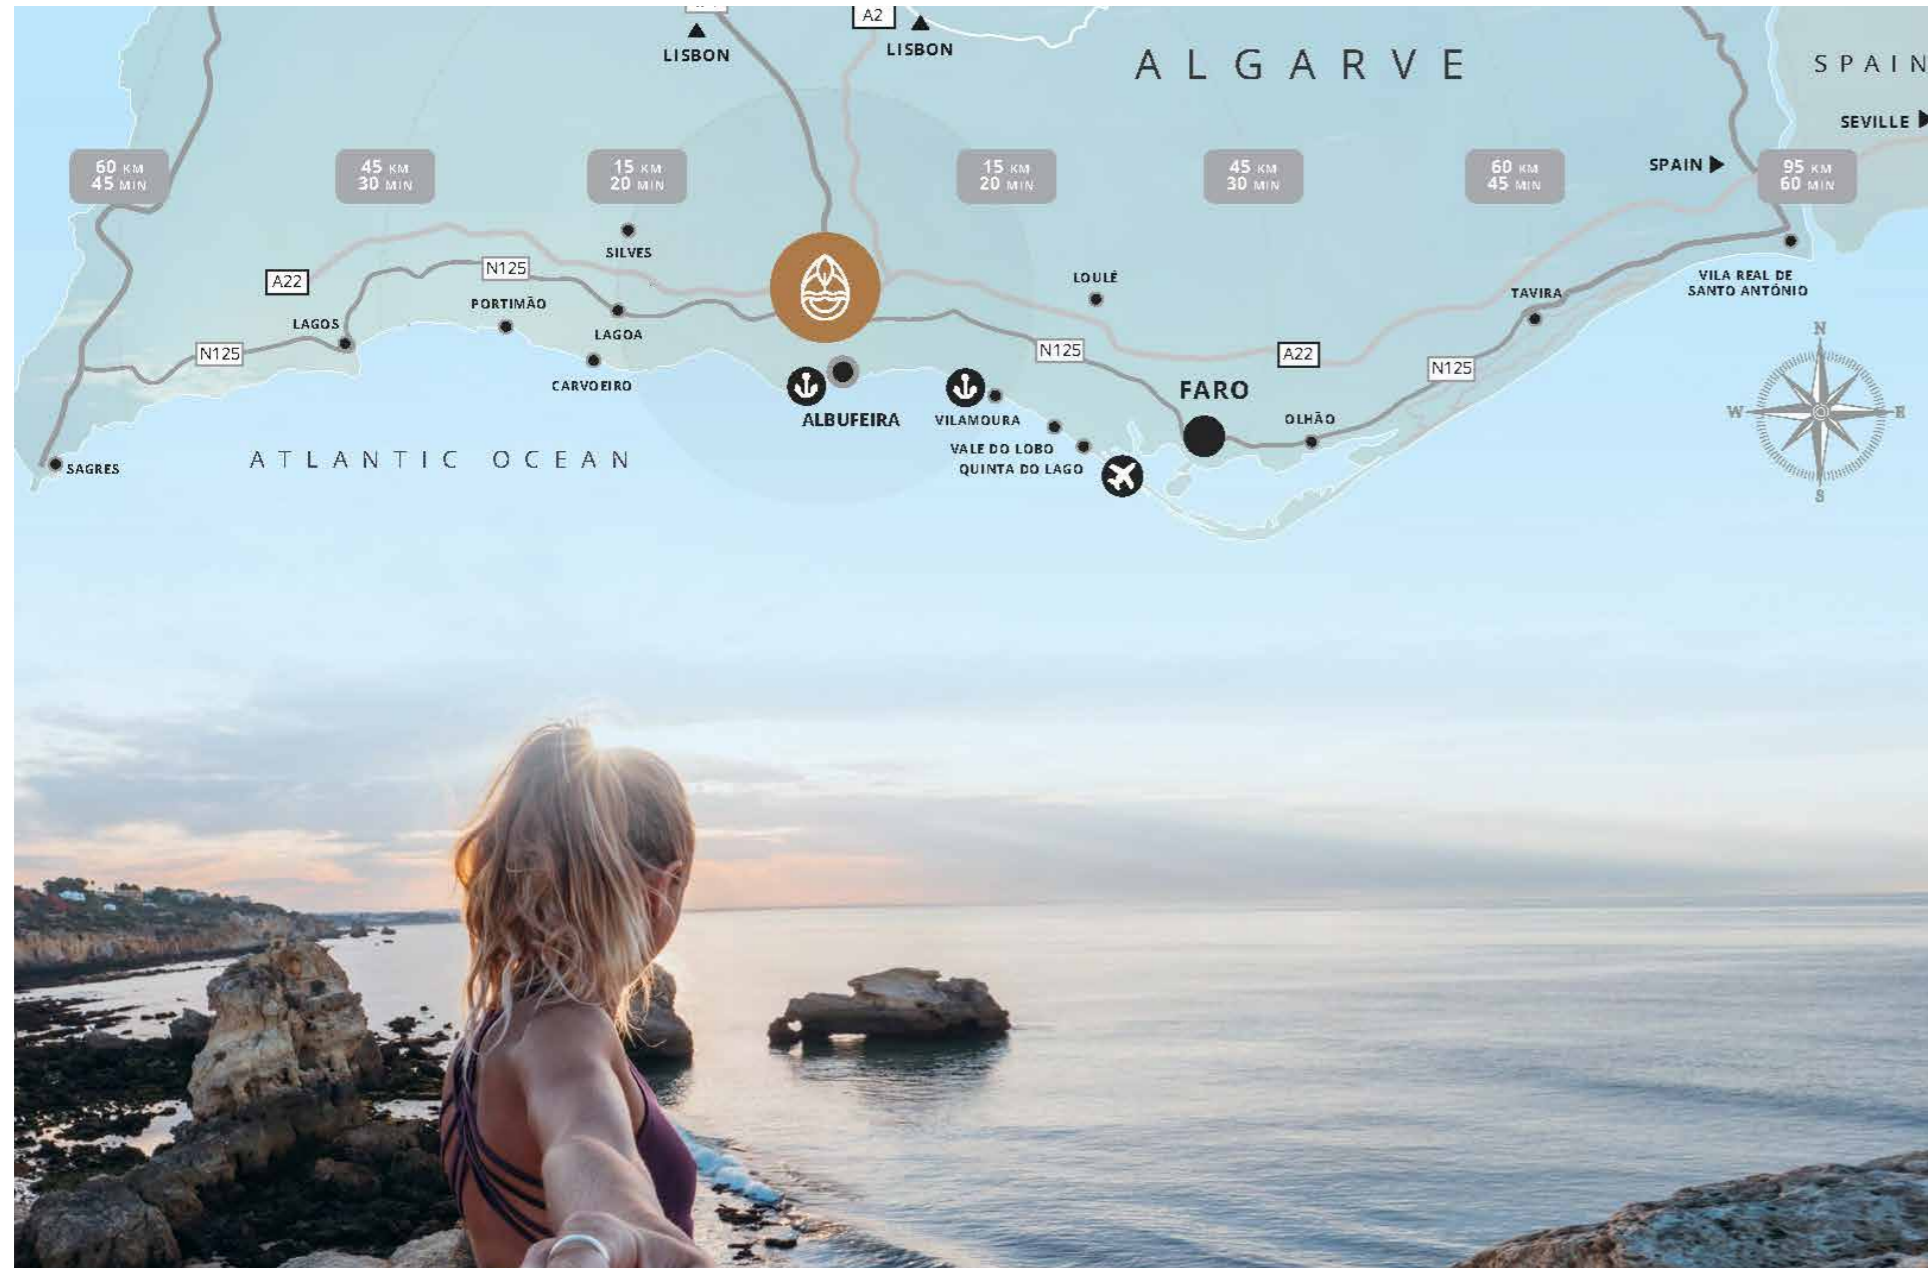 A2
LISBON
LISBON
ALGARVE
SPAIN
SEVILLE
SPAIN
60 KM
45 MIN
45 KM
30 MIN
15 KM
20 MIN
15 KM
20 MIN
45 KM
30 MIN
60 KM
45 MIN
95 KM
60 MIN
SILVES
A22
N125
PORTIMÃO
LAGOS
LAGOA
N125
CARVOEIRO
LOULÉ
TAVIRA
VILA REAL DE
SANTO ANTÓNIO
N125
A22
N125
FARO
OLHÃO
ALBUFEIRA
VILAMOURA
VALE DO LOBO
QUINTA DO LAGO
SAGRES
ATLANTIC OCEAN
N
W
E
S